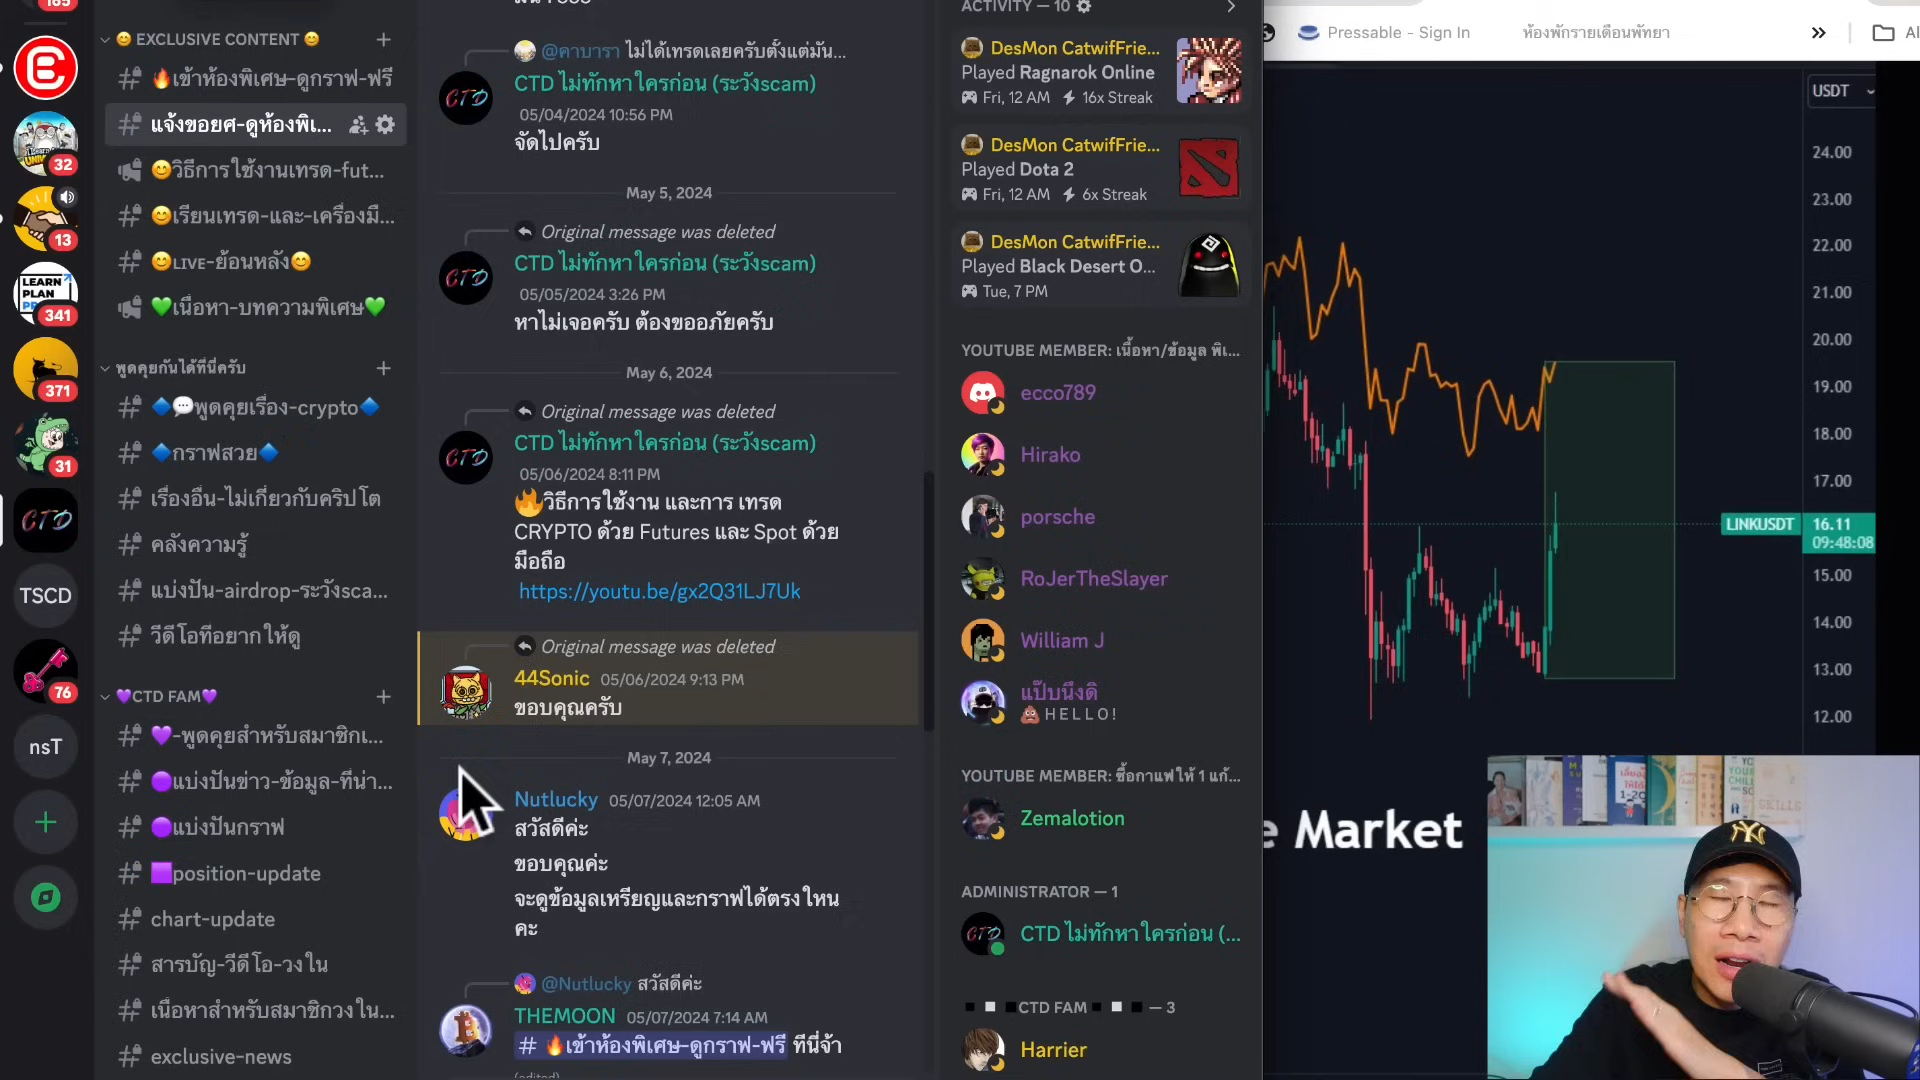 165
32
13
LEARN
PLAN
341
371
31
CTD
TSCD
76
nsT
😊 EXCLUSIVE CONTENT 😊
🔥เข้าห้องพิเศษ-ดูกราฟ-ฟรี
แจ้งขอยศ-ดูห้องพิเ...
😊วิธีการใช้งานเทรด-fut...
😊เรียนเทรด-และ-เครื่องมื...
😊LIVE-ย้อนหลัง😊
💚เนื้อหา-บทความพิเศษ💚
พูดคุยกันได้ที่นี่ครับ
🔷💬พูดคุยเรื่อง-crypto🔷
🔷กราฟสวย🔷
เรื่องอื่น-ไม่เกี่ยวกับคริปโต
คลังความรู้
แบ่งปัน-airdrop-ระวังsca...
วีดีโอที่อยากให้ดู
💜CTD FAM💜
💜-พูดคุยสำหรับสมาชิกเ...
🟣แบ่งปันข่าว-ข้อมูล-ที่น่า...
🟣แบ่งปันกราฟ
🟪position-update
chart-update
สารบัญ-วีดีโอ-วงใน
เนื้อหาสำหรับสมาชิกวงใน...
exclusive-news
@คาบารา ไม่ได้เทรดเลยครับตั้งแต่มัน...
CTD ไม่ทักหาใครก่อน (ระวังscam)
05/04/2024 10:56 PM
จัดไปครับ
May 5, 2024
Original message was deleted
CTD ไม่ทักหาใครก่อน (ระวังscam)
05/05/2024 3:26 PM
หาไม่เจอครับ ต้องขออภัยครับ
May 6, 2024
Original message was deleted
CTD ไม่ทักหาใครก่อน (ระวังscam)
05/06/2024 8:11 PM
🔥วิธีการใช้งาน และการ เทรด
CRYPTO ด้วย Futures และ Spot ด้วย
มือถือ
https://youtu.be/gx2Q31LJ7Uk
Original message was deleted
44Sonic 05/06/2024 9:13 PM
ขอบคุณครับ
May 7, 2024
Nutlucky 05/07/2024 12:05 AM
สวัสดีค่ะ
ขอบคุณค่ะ
จะดูข้อมูลเหรียญและกราฟได้ตรงไหน
คะ
@Nutlucky สวัสดีค่ะ
THEMOON 05/07/2024 7:14 AM
# 🔥เข้าห้องพิเศษ-ดูกราฟ-ฟรี ที่นี่จ้า
(edited)
ACTIVITY — 10
DesMon CatwifFrie...
Played Ragnarok Online
Fri, 12 AM 16x Streak
DesMon CatwifFrie...
Played Dota 2
Fri, 12 AM 6x Streak
DesMon CatwifFrie...
Played Black Desert O...
Tue, 7 PM
YOUTUBE MEMBER: เนื้อหา/ข้อมูล พิเ...
ecco789
Hirako
porsche
RoJerTheSlayer
William J
แป๊บนึงดิ
💩 H E L L O !
YOUTUBE MEMBER: ซื้อกาแฟให้ 1 แก้...
Zemalotion
ADMINISTRATOR — 1
CTD ไม่ทักหาใครก่อน (...
CTD FAM — 3
Harrier
Pressable - Sign In
ห้องพักรายเดือนพัทยา
»
Al
USDT
24.00
23.00
22.00
21.00
20.00
19.00
18.00
17.00
LINKUSDT 16.11
09:48:08
15.00
14.00
13.00
12.00
e Market
NY